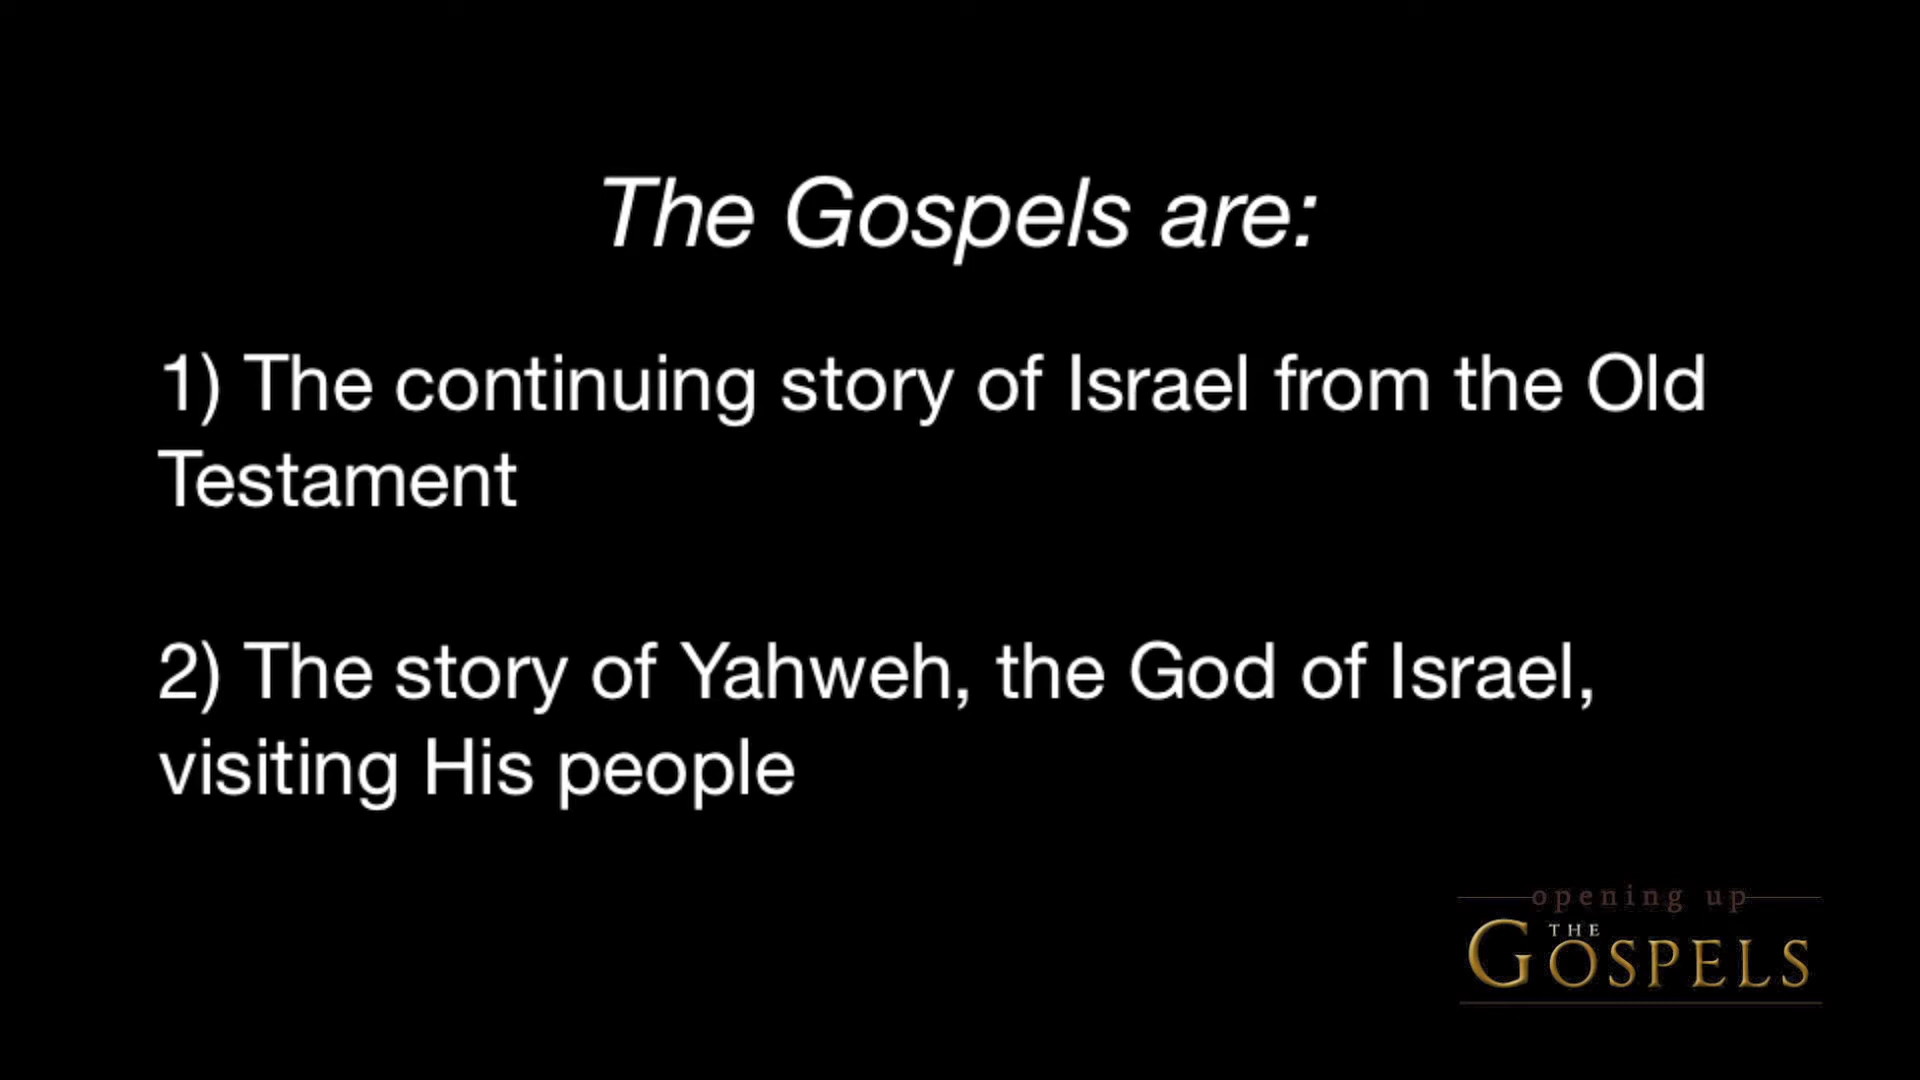 The Gospels are:
1) The continuing story of Israel from the Old
Testament
2) The story of Yahweh, the God of Israel,
visiting His people
opening up
THE
GOSPELS